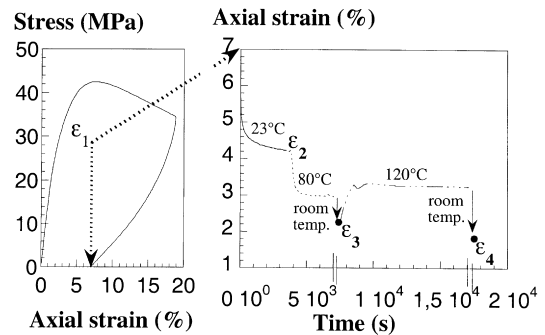 Stress (MPa)
50
40
30
20
10
0
ε1
0 5 10 15 20
Axial strain (%)
Axial strain (%)
7
6
5
4
3
2
1
23°C
ε2
80°C
120°C
room
temp.
ε3
room
temp.
ε4
0 10⁰ 5 10³ 1 10⁴ 1,5 10⁴ 2 10⁴
Time (s)